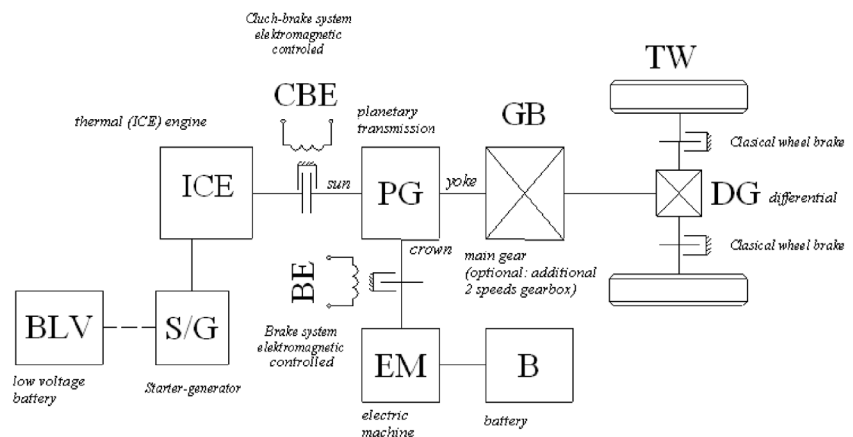 Cluch-brake system
elektromagnetic
controled
CBE
thermal (ICE) engine
planetary
transmission
GB
TW
Clasical wheel brake
ICE
sun
PG
yoke
DG
differential
crown
BE
main gear
(optional: additional
2 speeds gearbox)
Clasical wheel brake
BLV
S/G
Brake system
elektromagnetic
controlled
EM
B
low voltage
battery
Starter-generator
electric
machine
battery